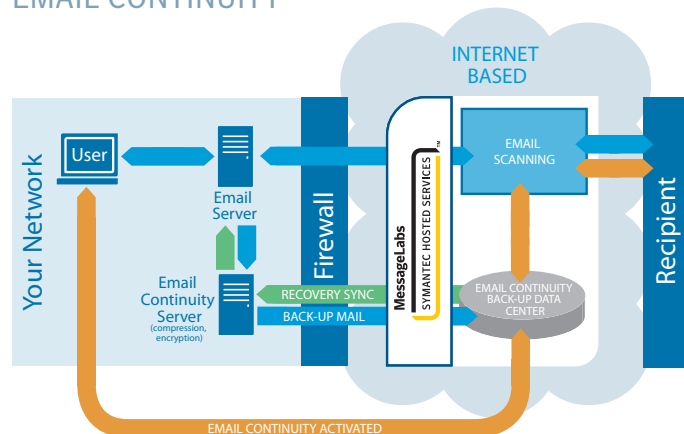 EMAIL CONTINUITY
INTERNET
BASED
Your Network
User
Email
Server
Firewall
MessageLabs
SYMANTEC HOSTED SERVICES ™
EMAIL
SCANNING
Recipient
Email
Continuity
Server
(compression,
encryption)
RECOVERY SYNC
BACK-UP MAIL
EMAIL CONTINUITY
BACK-UP DATA
CENTER
EMAIL CONTINUITY ACTIVATED